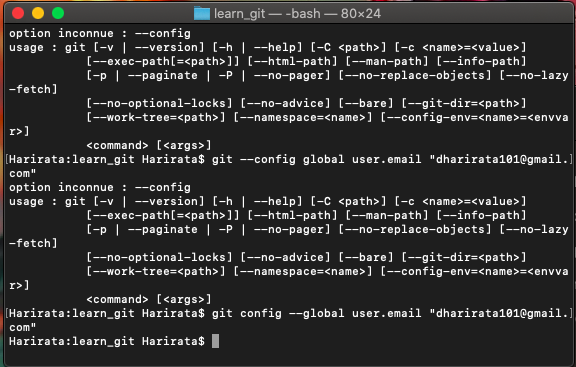 learn_git — -bash — 80×24
option inconnue : --config
usage : git [-v | --version] [-h | --help] [-C <path>] [-c <name>=<value>]
[--exec-path[=<path>]] [--html-path] [--man-path] [--info-path]
[-p | --paginate | -P | --no-pager] [--no-replace-objects] [--no-lazy
-fetch]
[--no-optional-locks] [--no-advice] [--bare] [--git-dir=<path>]
[--work-tree=<path>] [--namespace=<name>] [--config-env=<name>=<envva
r>]
<command> [<args>]
[Harirata:learn_git Harirata$ git --config global user.email "dharirata101@gmail.]
com"
option inconnue : --config
usage : git [-v | --version] [-h | --help] [-C <path>] [-c <name>=<value>]
[--exec-path[=<path>]] [--html-path] [--man-path] [--info-path]
[-p | --paginate | -P | --no-pager] [--no-replace-objects] [--no-lazy
-fetch]
[--no-optional-locks] [--no-advice] [--bare] [--git-dir=<path>]
[--work-tree=<path>] [--namespace=<name>] [--config-env=<name>=<envva
r>]
<command> [<args>]
[Harirata:learn_git Harirata$ git config --global user.email "dharirata101@gmail.]
com"
Harirata:learn_git Harirata$